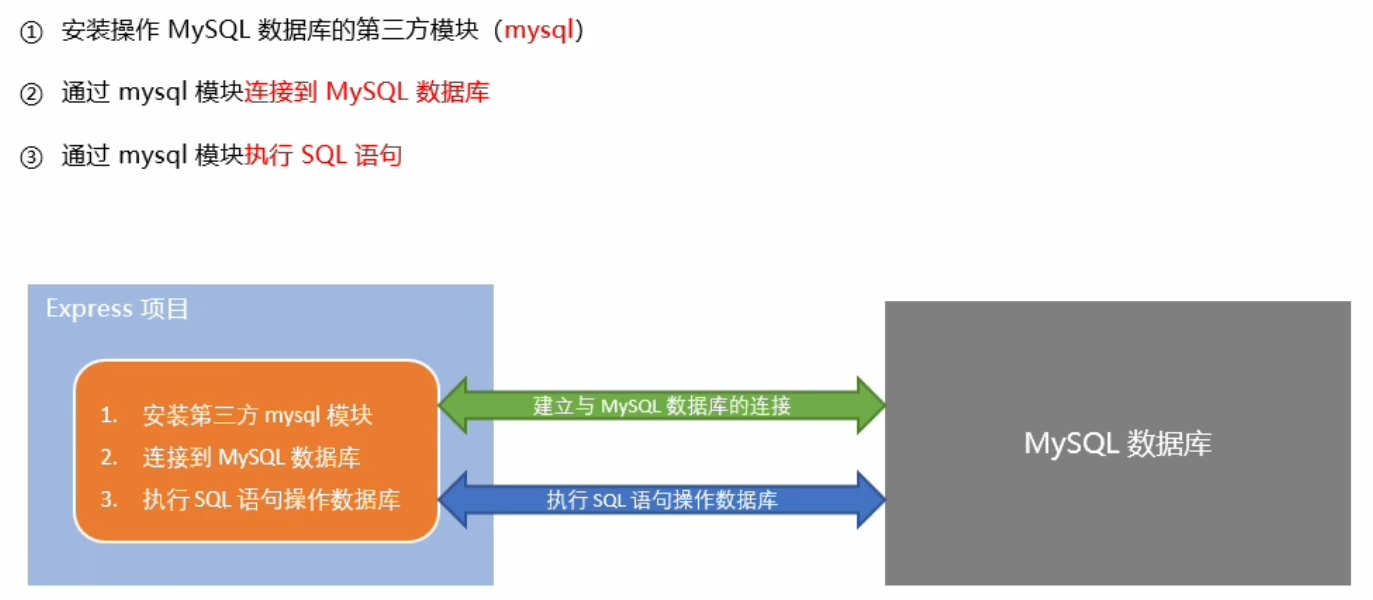 ① 安装操作 MySQL 数据库的第三方模块（mysql）
② 通过 mysql 模块连接到 MySQL 数据库
③ 通过 mysql 模块执行 SQL 语句
Express 项目
1. 安装第三方 mysql 模块
2. 连接到 MySQL 数据库
3. 执行 SQL 语句操作数据库
建立与 MySQL 数据库的连接
执行 SQL 语句操作数据库
MySQL 数据库